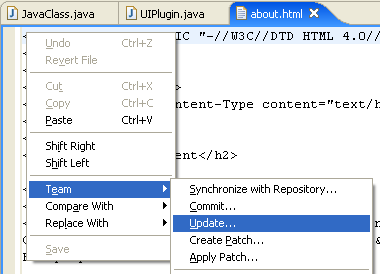 JavaClass.java UIPlugin.java about.html
IC "-//W3C//DTD HTML 4.0//
Undo Ctrl+Z
Revert File
Cut Ctrl+X
ontent-Type content="text/h
Copy Ctrl+C
Paste Ctrl+V
Shift Right
ent</h2>
Shift Left
Team Synchronize with Repository...
Compare With Commit...
Replace With Update...
Create Patch...
Save Apply Patch...